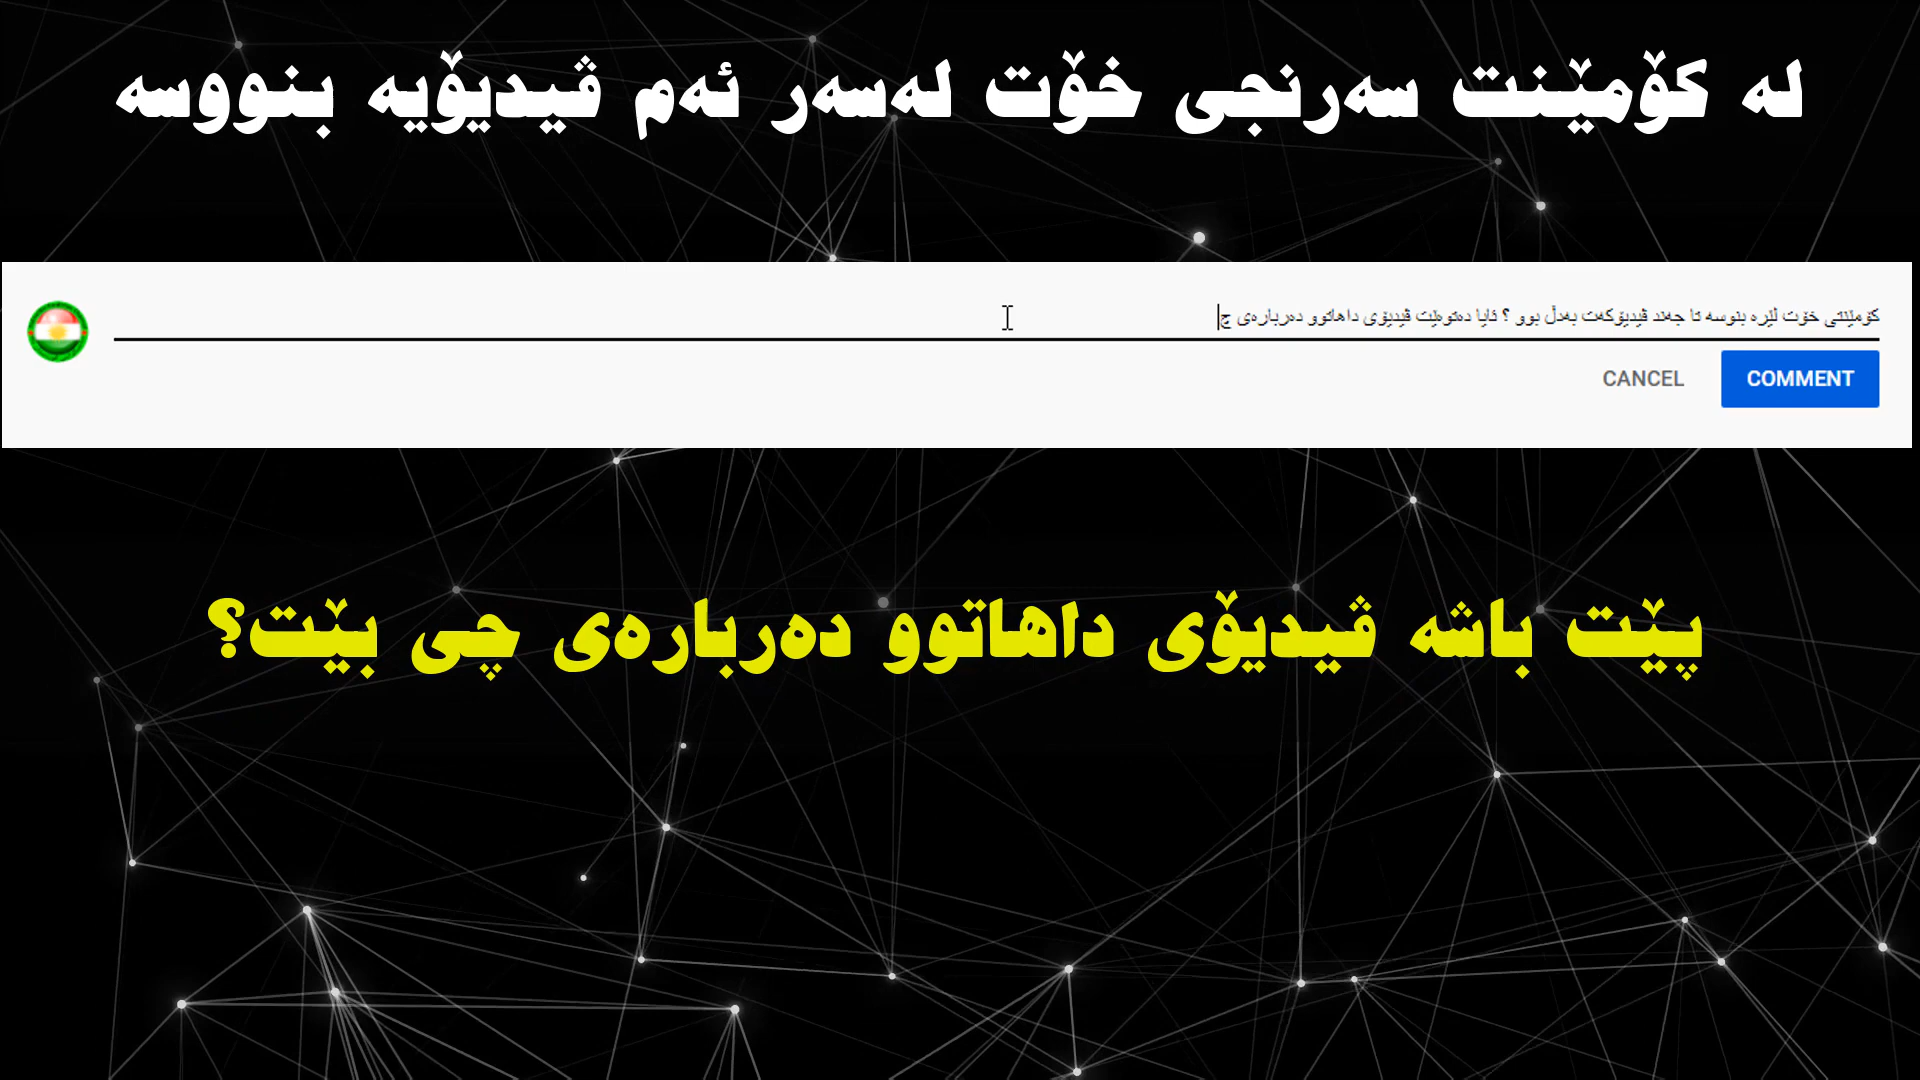 لە کۆمێنت سەرنجی خۆت لەسەر ئەم ڤیدیۆیە بنووسە
کۆمێنتی خۆت لێرە بنوسە تا چەند ڤیدیۆکەت بەدڵ بوو ؟ ئایا دەتوەێت ڤیدیۆی داهاتوو دەربارەی چ
CANCEL
COMMENT
پێت باشە ڤیدیۆی داهاتوو دەربارەی چی بێت؟